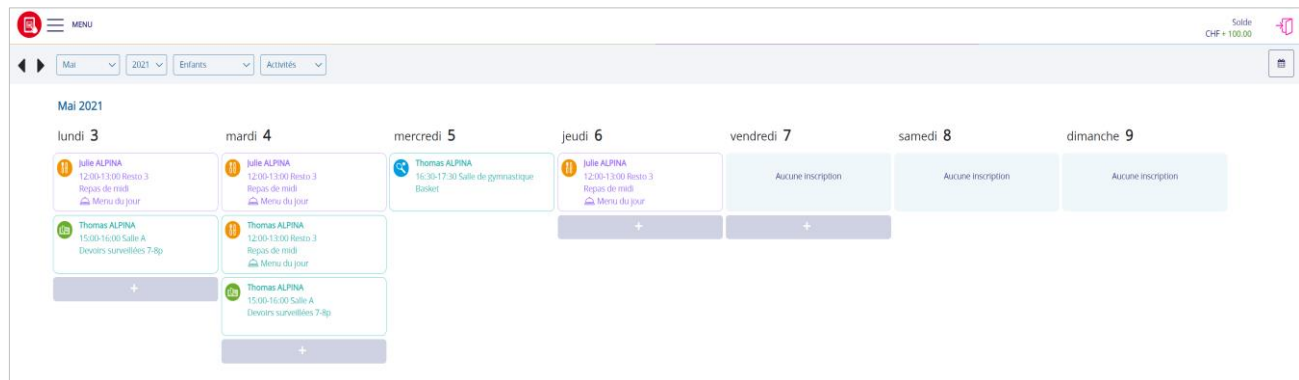 MENU
Solde
CHF + 100.00
Mai
2021
Enfants
Activités
Mai 2021
lundi 3
mardi 4
mercredi 5
jeudi 6
vendredi 7
samedi 8
dimanche 9
Julie ALPINA
12:00-13:00 Resto 3
Repas de midi
Menu du jour
Thomas ALPINA
15:00-16:00 Salle A
Devoirs surveillées 7-8p
+
Julie ALPINA
12:00-13:00 Resto 3
Repas de midi
Menu du jour
Thomas ALPINA
12:00-13:00 Resto 3
Repas de midi
Menu du jour
Thomas ALPINA
15:00-16:00 Salle A
Devoirs surveillées 7-8p
+
Thomas ALPINA
16:30-17:30 Salle de gymnastique
Basket
Julie ALPINA
12:00-13:00 Resto 3
Repas de midi
Menu du jour
+
Aucune inscription
+
Aucune inscription
Aucune inscription